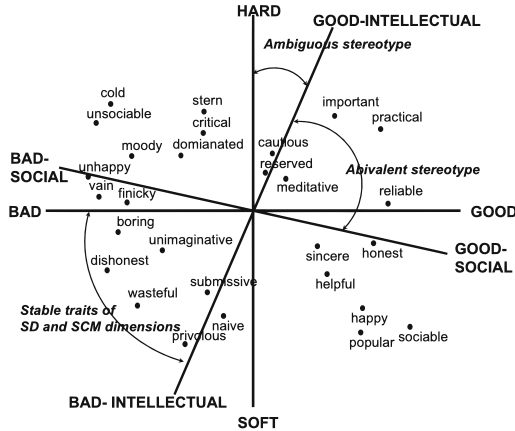 HARD
GOOD-INTELLECTUAL
Ambiguous stereotype
cold
stern
important
unsociable
critical
practical
moody
domianated
cautious
BAD-
SOCIAL
unhappy
reserved
Abivalent stereotype
vain
finicky
meditative
reliable
BAD
GOOD
boring
unimaginative
sincere
honest
GOOD-
SOCIAL
dishonest
helpful
wasteful
submissive
Stable traits of
SD and SCM dimensions
naive
happy
privolous
popular
sociable
BAD- INTELLECTUAL
SOFT